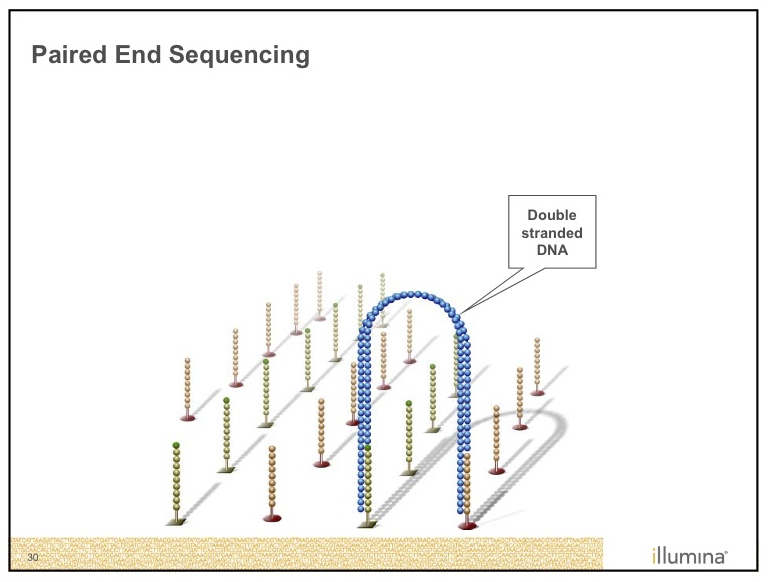 Paired End Sequencing
Double
stranded
DNA
30
illumina®